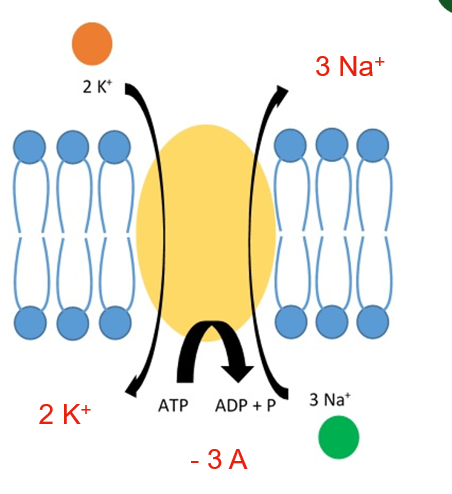 3 Na⁺
2 K⁺
2 K⁺
ATP
ADP + P
3 Na⁺
- 3 A